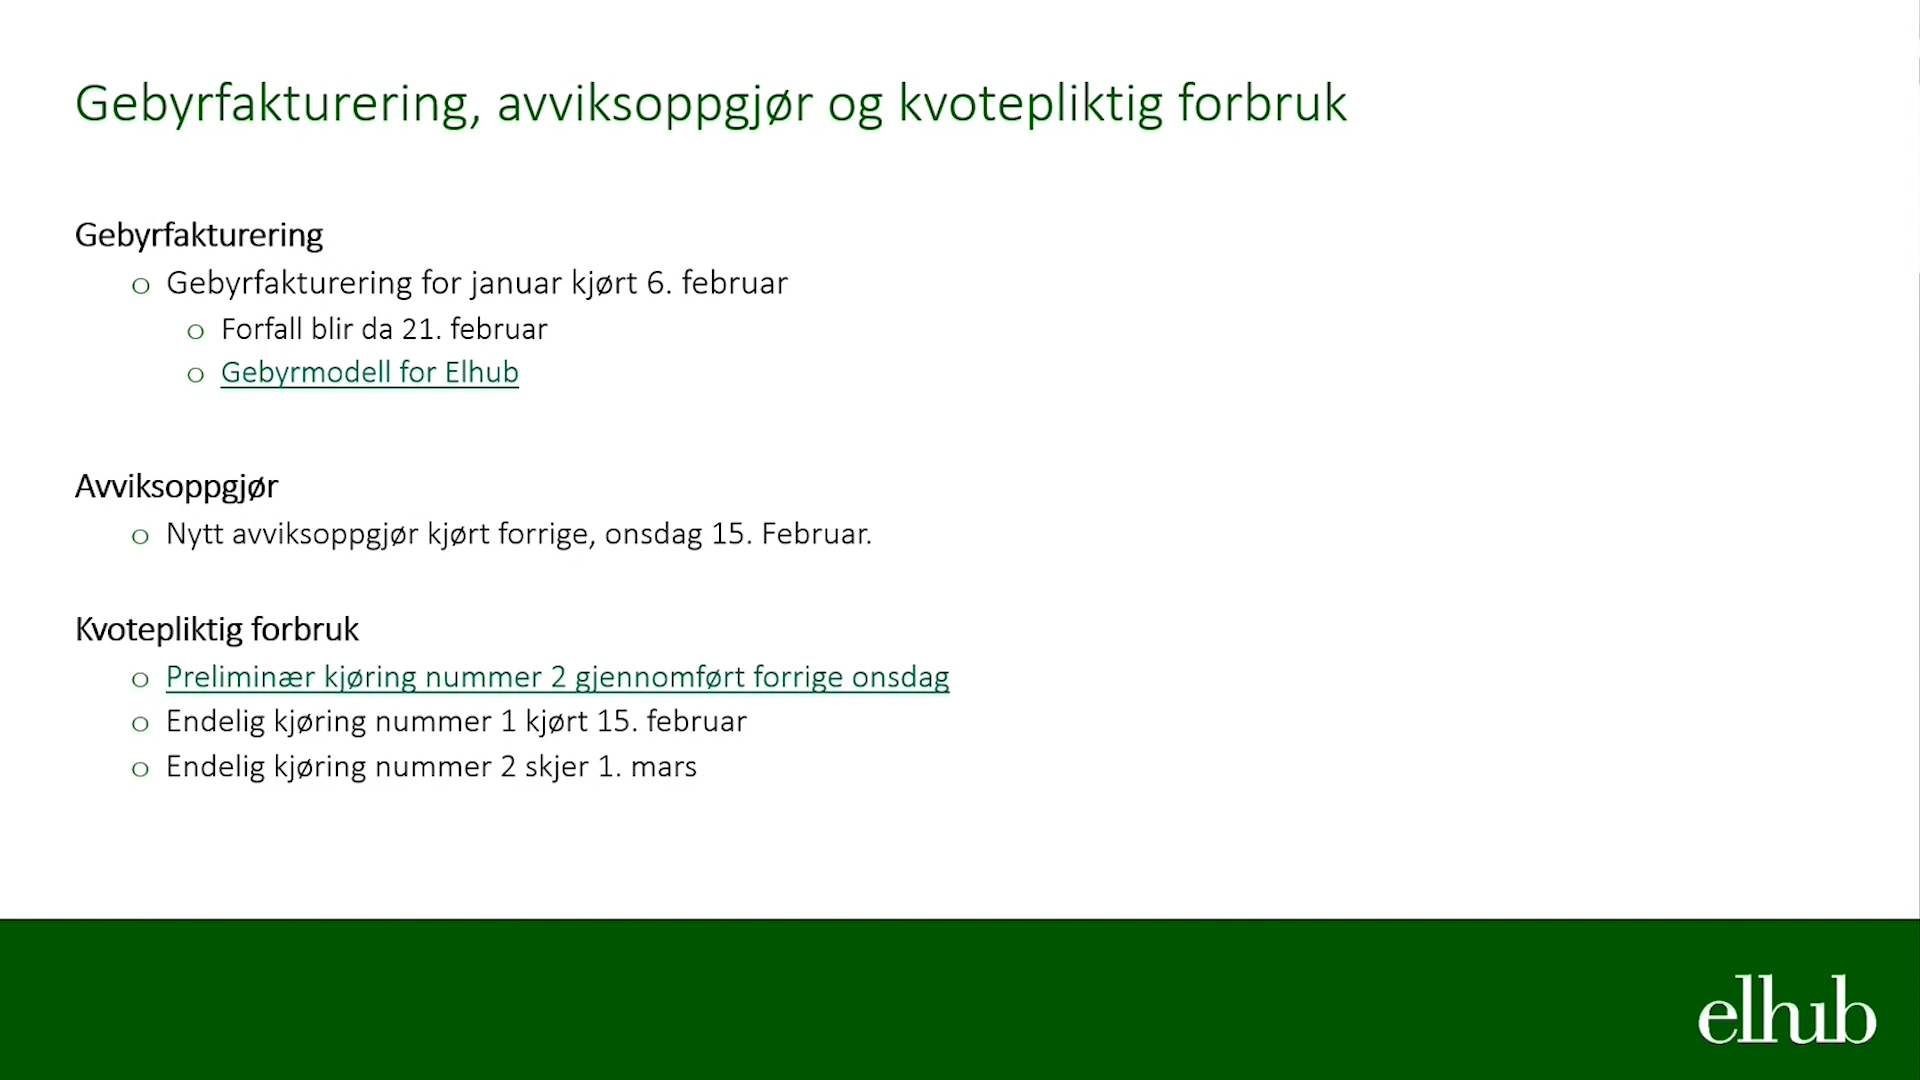 Gebyrfakturering, avviksoppgjør og kvotepliktig forbruk
Gebyrfakturering
o Gebyrfakturering for januar kjørt 6. februar
o Forfall blir da 21. februar
o Gebyrmodell for Elhub
Avviksoppgjør
o Nytt avviksoppgjør kjørt forrige, onsdag 15. Februar.
Kvotepliktig forbruk
o Preliminær kjøring nummer 2 gjennomført forrige onsdag
o Endelig kjøring nummer 1 kjørt 15. februar
o Endelig kjøring nummer 2 skjer 1. mars
elhub